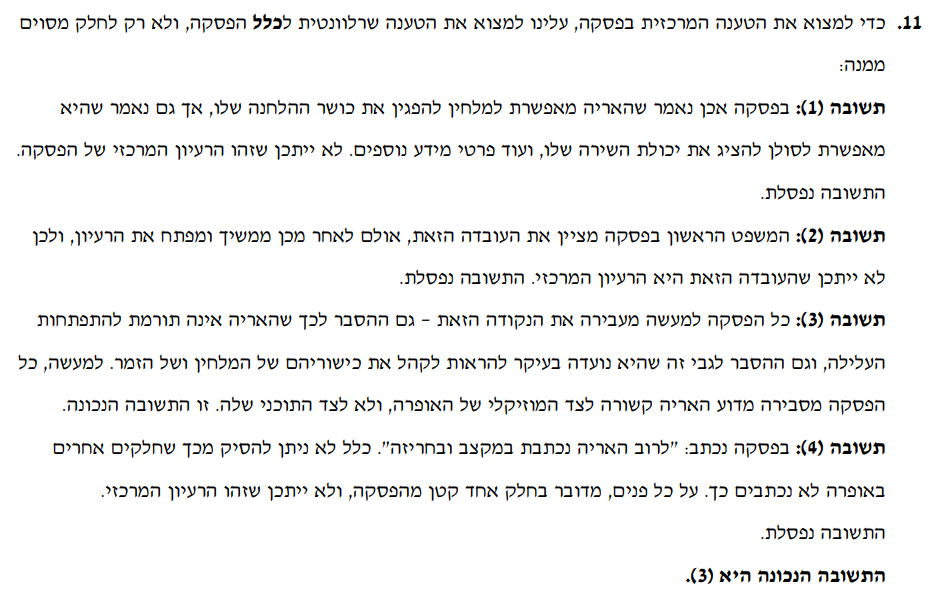 11. כדי למצוא את הטענה המרכזית בפסקה, עלינו למצוא את הטענה שרלוונטית לכלל הפסקה, ולא רק לחלק מסוים
ממנה:
תשובה (1): בפסקה אכן נאמר שהאריה מאפשרת למלחין להפגין את כושר ההלחנה שלו, אך גם נאמר שהיא
מאפשרת לסולן להציג את יכולת השירה שלו, ועוד פרטי מידע נוספים. לא ייתכן שזהו הרעיון המרכזי של הפסקה.
התשובה נפסלת.
תשובה (2): המשפט הראשון בפסקה מציין את העובדה הזאת, אולם לאחר מכן ממשיך ומפתח את הרעיון, ולכן
לא ייתכן שהעובדה הזאת היא הרעיון המרכזי. התשובה נפסלת.
תשובה (3): כל הפסקה למעשה מעבירה את הנקודה הזאת – גם ההסבר לכך שהאריה אינה תורמת להתפתחות
העלילה, וגם ההסבר לגבי זה שהיא נועדה בעיקר להראות לקהל את כישוריהם של המלחין ושל הזמר. למעשה, כל
הפסקה מסבירה מדוע האריה קשורה לצד המוזיקלי של האופרה, ולא לצד התוכני שלה. זו התשובה הנכונה.
תשובה (4): בפסקה נכתב: "לרוב האריה נכתבת במקצב ובחריזה". כלל לא ניתן להסיק מכך שחלקים אחרים
באופרה לא נכתבים כך. על כל פנים, מדובר בחלק אחד קטן מהפסקה, ולא ייתכן שזהו הרעיון המרכזי.
התשובה נפסלת.
התשובה הנכונה היא (3).